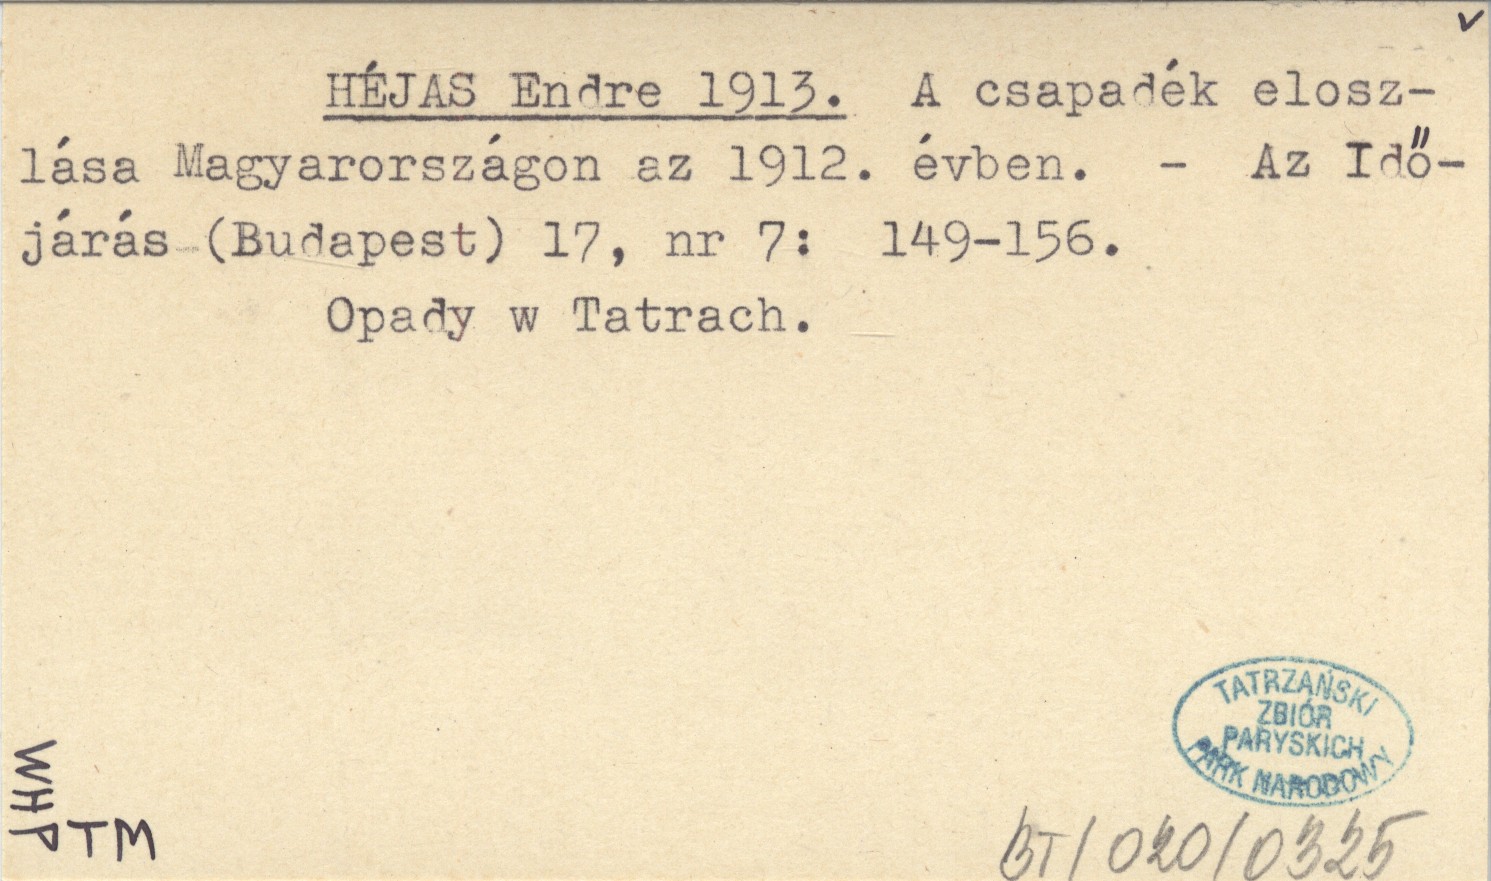 HÉJAS Endre 1913. A csapadék elosz-
lása Magyarországon az 1912. évben. - Az Idő-
járás (Budapest) 17, nr 7: 149-156.
Opady w Tatrach.
TATRZAŃSKI
ZBIÓR
PARYSKICH
PARK NARODOWY
WHP
TM
BT/020/0325